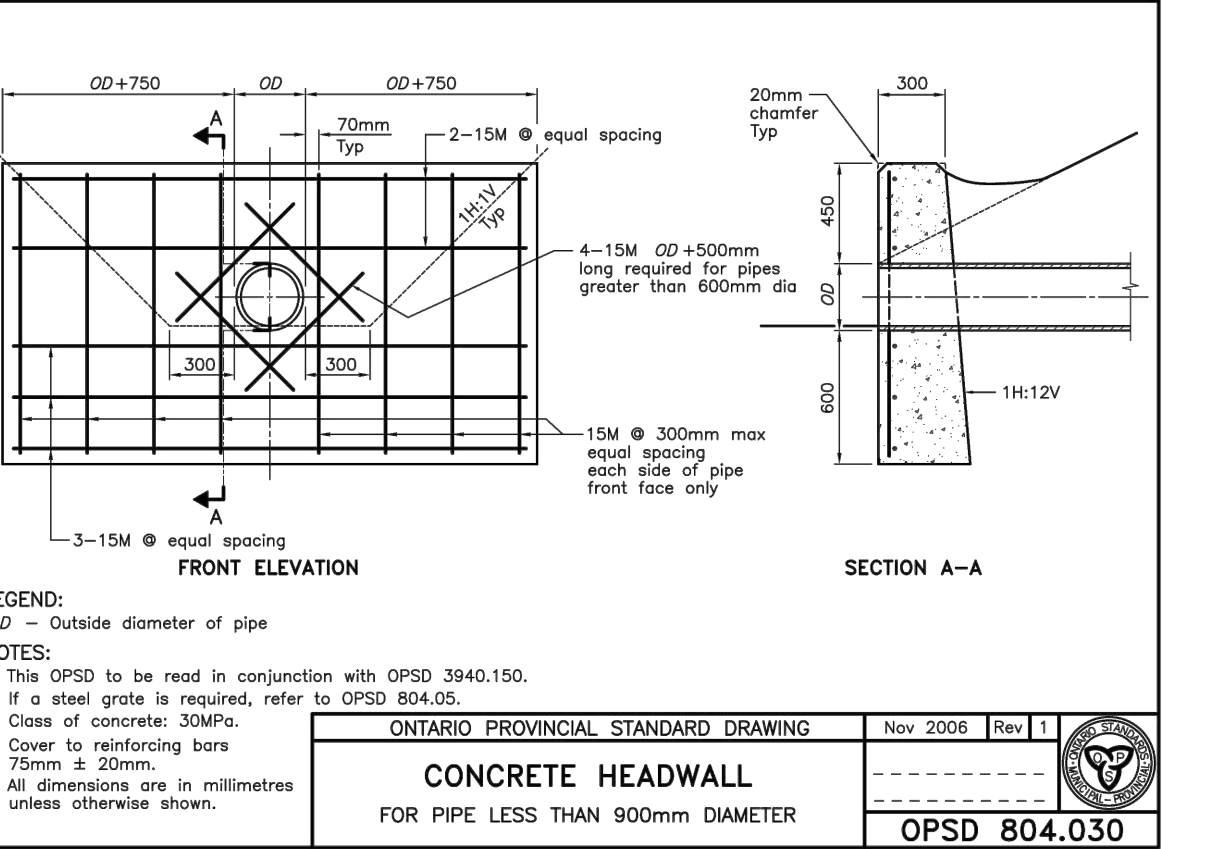 OD+750 OD OD+750
A
70mm
Typ
2-15M @ equal spacing
1H:1V
Typ
4-15M OD+500mm
long required for pipes
greater than 600mm dia
300 300
15M @ 300mm max
equal spacing
each side of pipe
front face only
A
3-15M @ equal spacing
FRONT ELEVATION
20mm
chamfer
Typ
300
450
OD
600
1H:12V
SECTION A-A
EGEND:
D - Outside diameter of pipe
OTES:
This OPSD to be read in conjunction with OPSD 3940.150.
If a steel grate is required, refer to OPSD 804.05.
Class of concrete: 30MPa.
Cover to reinforcing bars
75mm ± 20mm.
All dimensions are in millimetres
unless otherwise shown.
ONTARIO PROVINCIAL STANDARD DRAWING
Nov 2006 Rev 1
CONCRETE HEADWALL
FOR PIPE LESS THAN 900mm DIAMETER
ONTARIO STANDARDS
MUNICIPAL-PROVINCIAL
O P S
OPSD 804.030